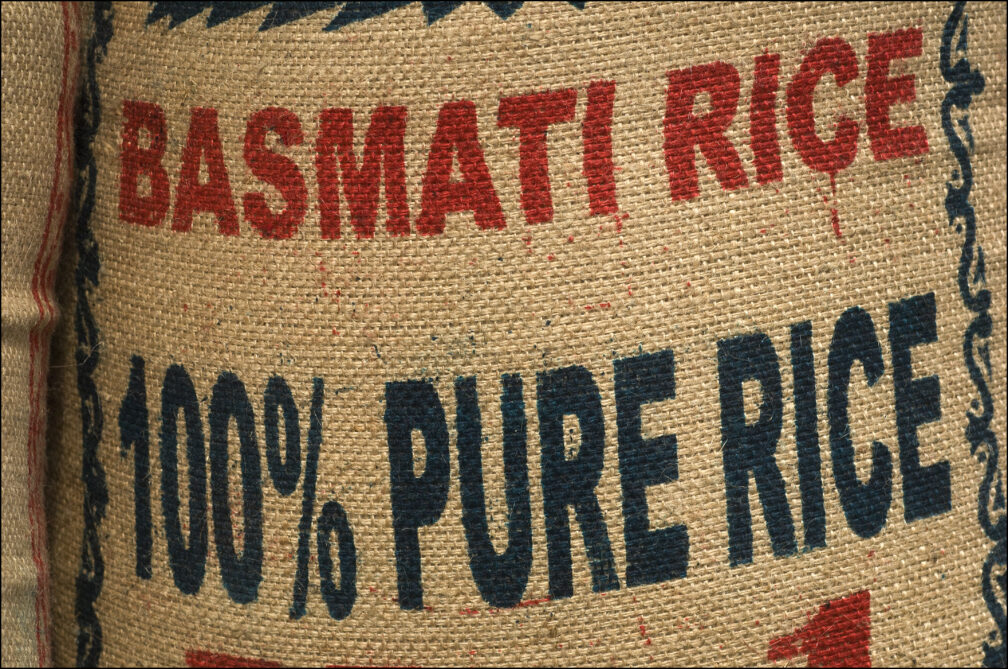 BASMATI RICE
100% PURE RICE